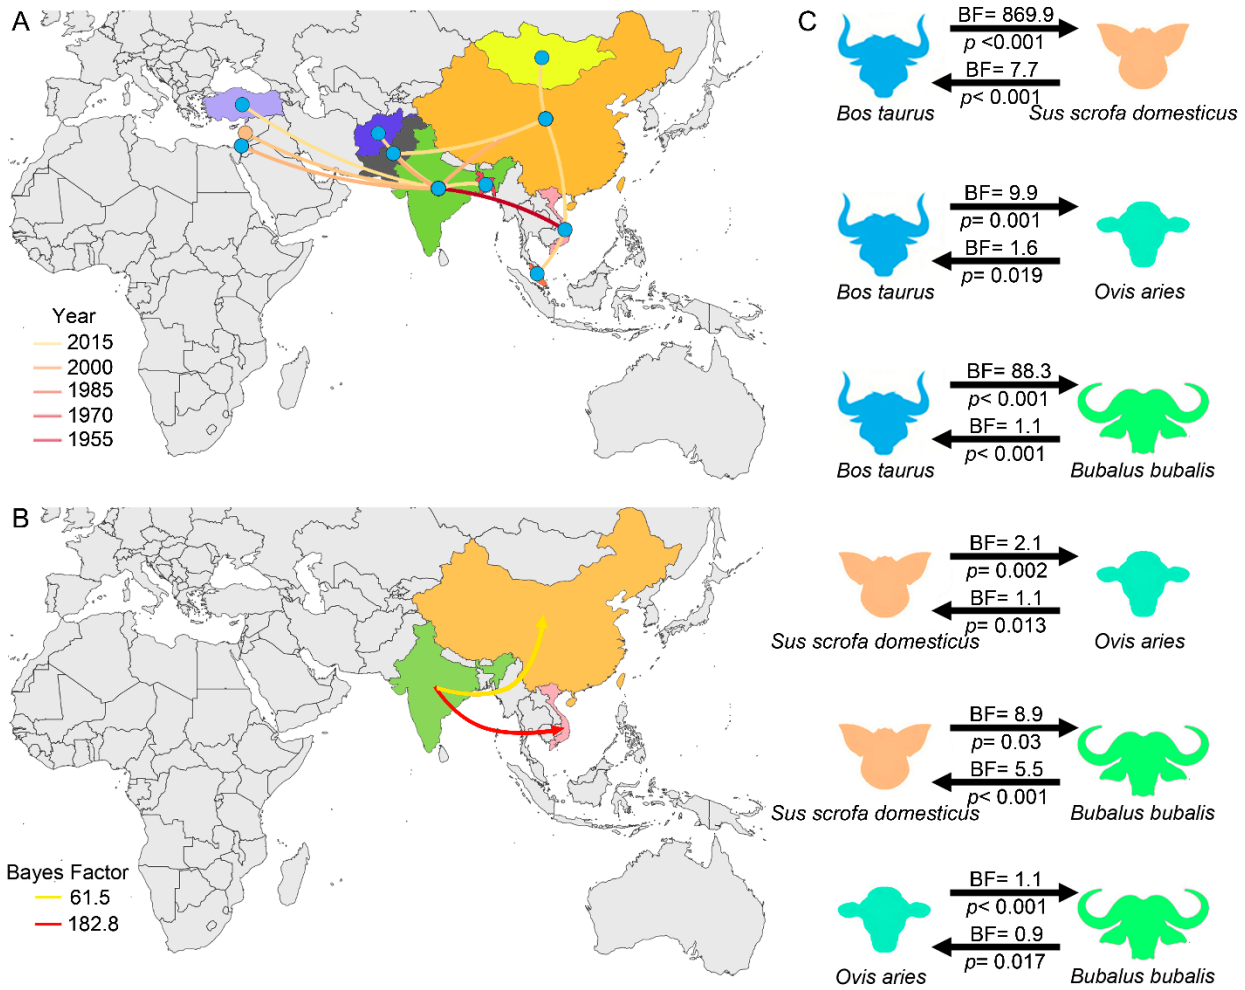 A
Year
2015
2000
1985
1970
1955
B
Bayes Factor
61.5
182.8
C
BF= 869.9
p <0.001
BF= 7.7
p< 0.001
Bos taurus
Sus scrofa domesticus
BF= 9.9
p= 0.001
BF= 1.6
p= 0.019
Bos taurus
Ovis aries
BF= 88.3
p< 0.001
BF= 1.1
p< 0.001
Bos taurus
Bubalus bubalis
BF= 2.1
p= 0.002
BF= 1.1
p= 0.013
Sus scrofa domesticus
Ovis aries
BF= 8.9
p= 0.03
BF= 5.5
p< 0.001
Sus scrofa domesticus
Bubalus bubalis
BF= 1.1
p< 0.001
BF= 0.9
p= 0.017
Ovis aries
Bubalus bubalis